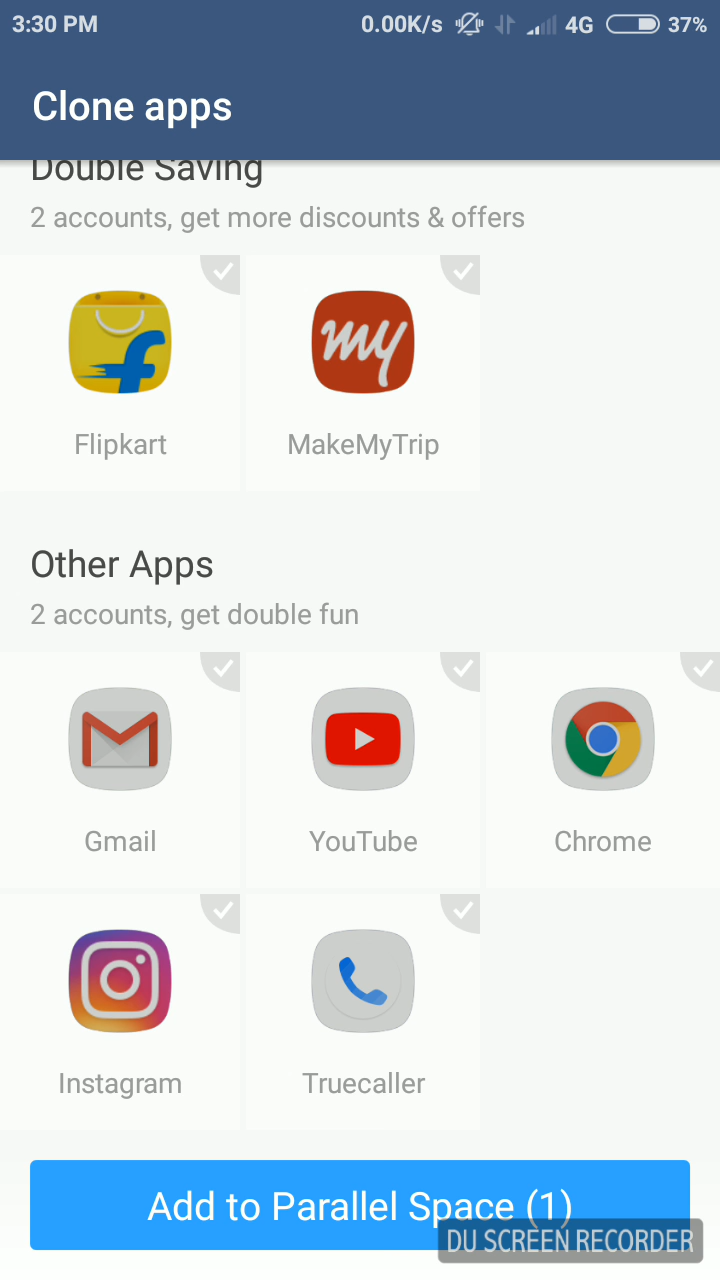 3:30 PM 0.00K/s 4G 37%
Clone apps
Double Saving
2 accounts, get more discounts & offers
my
Flipkart MakeMyTrip
Other Apps
2 accounts, get double fun
Gmail YouTube Chrome
Instagram Truecaller
Add to Parallel Space (1)
DU SCREEN RECORDER